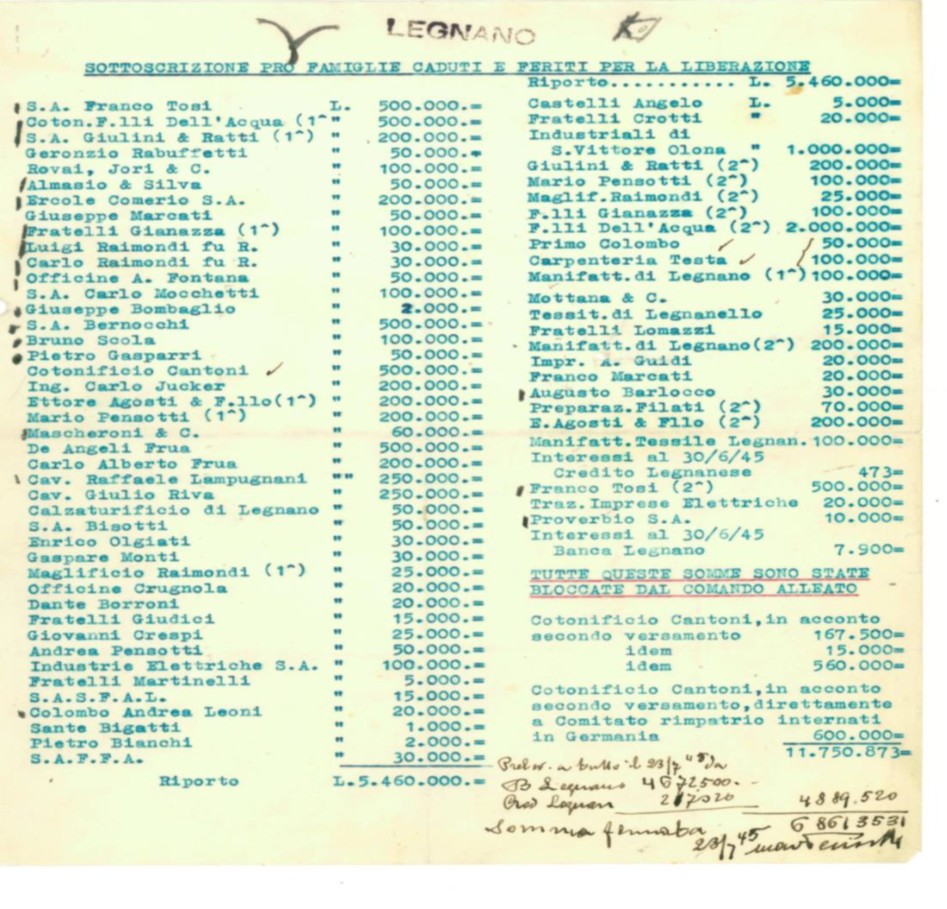 LEGNANO
SOTTOSCRIZIONE PRO FAMIGLIE CADUTI E FERITI PER LA LIBERAZIONE
S.A. Franco Tosi L. 500.000.=
Coton.F.lli Dell'Acqua (1^" 500.000.=
S.A. Giulini & Ratti (1^) " 200.000.=
Geronzio Rabuffetti " 50.000.=
Rovai, Jori & C. " 100.000.=
Almasio & Silva " 50.000.=
Ercole Comerio S.A. " 200.000.=
Giuseppe Marcati " 50.000.=
Fratelli Gianazza (1^) " 100.000.=
Luigi Raimondi fu R. " 30.000.=
Carlo Raimondi fu R. " 30.000.=
Officine A. Fontana " 50.000.=
S.A. Carlo Mocchetti " 100.000.=
Giuseppe Bombaglio " 2.000.=
S.A. Bernocchi " 500.000.=
Bruno Scola " 100.000.=
Pietro Gasparri " 50.000.=
Cotonificio Cantoni " 500.000.=
Ing. Carlo Jucker " 200.000.=
Ettore Agosti & F.llo(1^) " 200.000.=
Mario Pensotti (1^) " 200.000.=
Mascheroni & C. " 60.000.=
De Angeli Frua " 500.000.=
Carlo Alberto Frua " 200.000.=
Cav. Raffaele Lampugnani "" 250.000.=
Cav. Giulio Riva " 250.000.=
Calzaturificio di Legnano " 50.000.=
S.A. Bisotti " 50.000.=
Enrico Olgiati " 30.000.=
Gaspare Monti " 30.000.=
Maglificio Raimondi (1^) " 25.000.=
Officine Crugnola " 20.000.=
Dante Borroni " 20.000.=
Fratelli Giudici " 15.000.=
Giovanni Crespi " 25.000.=
Andrea Pensotti " 50.000.=
Industrie Elettriche S.A. " 100.000.=
Fratelli Martinelli " 5.000.=
S.A.S.F.A.L. " 15.000.=
Colombo Andrea Leoni " 20.000.=
Sante Bigatti " 1.000.=
Pietro Bianchi " 2.000.=
S.A.F.F.A. " 30.000.=
Riporto L.5.460.000.=
Riporto........... L. 5.460.000=
Castelli Angelo L. 5.000=
Fratelli Crotti " 20.000=
Industriali di
S.Vittore Olona " 1.000.000=
Giulini & Ratti (2^) 200.000=
Mario Pensotti (2^) 100.000=
Maglif.Raimondi (2^) 25.000=
F.lli Gianazza (2^) 100.000=
F.lli Dell'Acqua (2^) 2.000.000=
Primo Colombo 50.000=
Carpenteria Testa 100.000=
Manifatt.di Legnano (1^)100.000=
Mottana & C. 30.000=
Tessit.di Legnanello 25.000=
Fratelli Lomazzi 15.000=
Manifatt.di Legnano(2^) 200.000=
Impr. A. Guidi 20.000=
Franco Marcati 20.000=
Augusto Barlocco 30.000=
Preparaz.Filati (2^) 70.000=
E.Agosti & Fllo (2^) 200.000=
Manifatt.Tessile Legnan.100.000=
Interessi al 30/6/45
Credito Legnanese 473=
Franco Tosi (2^) 500.000=
Traz.Imprese Elettriche 20.000=
Proverbio S.A. 10.000=
Interessi al 30/6/45
Banca Legnano 7.900=
TUTTE QUESTE SOMME SONO STATE
BLOCCATE DAL COMANDO ALLEATO
Cotonificio Cantoni,in acconto
secondo versamento 167.500=
idem 15.000=
idem 560.000=
Cotonificio Cantoni,in acconto
secondo versamento,direttamente
a Comitato rimpatrio internati
in Germania 600.000=
11.750.873=
Prelev. a tutto il 23/7 45 da
B Legnano 4672500.-
Cred Legnan 217020 4889.520
Somma fermata 6 861353
23/7 45